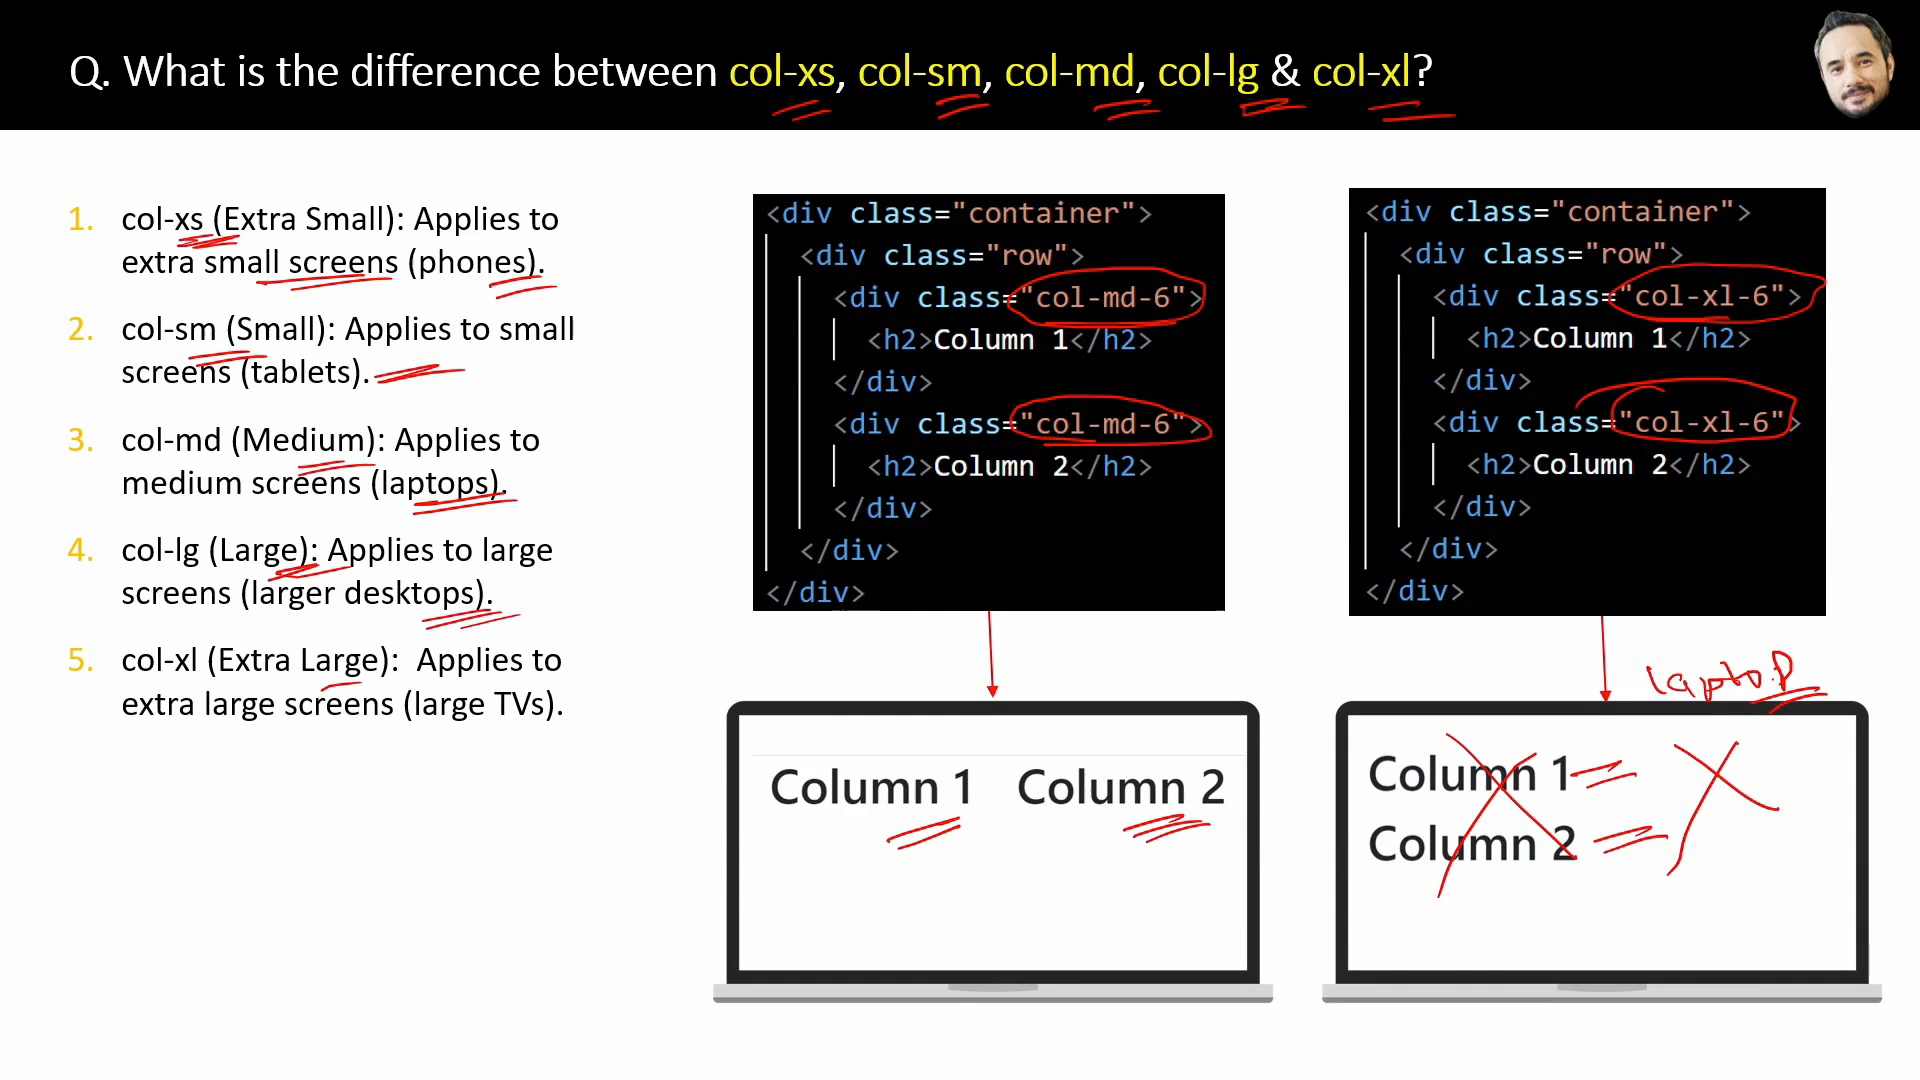 Q. What is the difference between col-xs, col-sm, col-md, col-lg & col-xl?
1. col-xs (Extra Small): Applies to
extra small screens (phones).
2. col-sm (Small): Applies to small
screens (tablets).
3. col-md (Medium): Applies to
medium screens (laptops).
4. col-lg (Large): Applies to large
screens (larger desktops).
5. col-xl (Extra Large):  Applies to
extra large screens (large TVs).
<div class="container">
<div class="row">
<div class="col-md-6">
<h2>Column 1</h2>
</div>
<div class="col-md-6">
<h2>Column 2</h2>
</div>
</div>
</div>
Column 1 Column 2
<div class="container">
<div class="row">
<div class="col-xl-6">
<h2>Column 1</h2>
</div>
<div class="col-xl-6">
<h2>Column 2</h2>
</div>
</div>
</div>
laptop
Column 1
Column 2